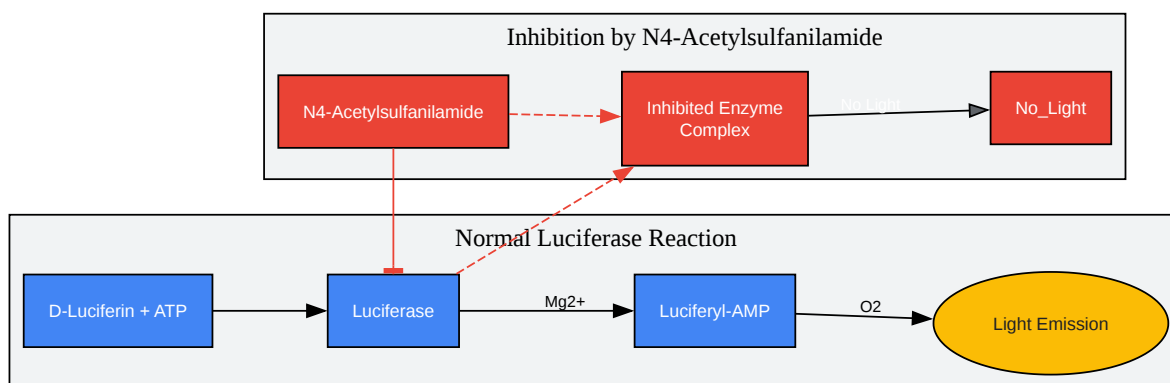 Inhibition by N4-Acetylsulfanilamide
N4-Acetylsulfanilamide
Inhibited Enzyme
Complex
No Light
No_Light
Normal Luciferase Reaction
D-Luciferin + ATP
Luciferase
Mg2+
Luciferyl-AMP
O2
Light Emission